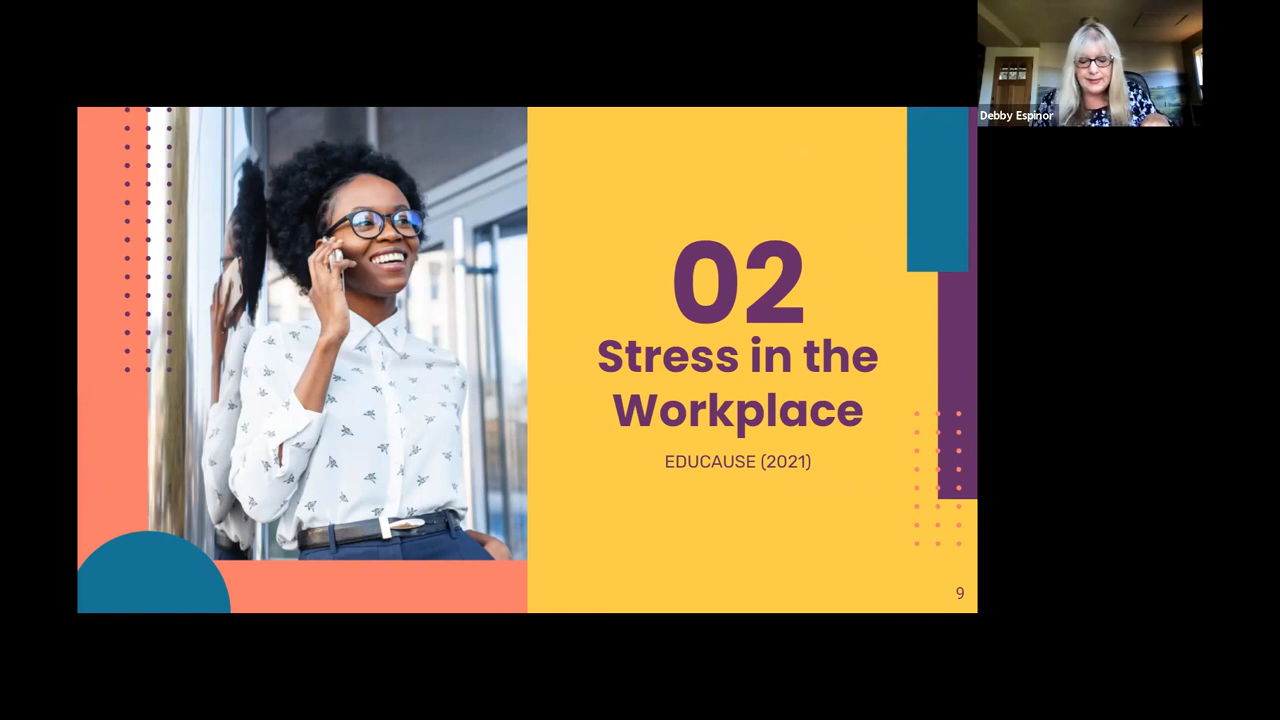 Debby Espinor
02
Stress in the
Workplace
EDUCAUSE (2021)
9